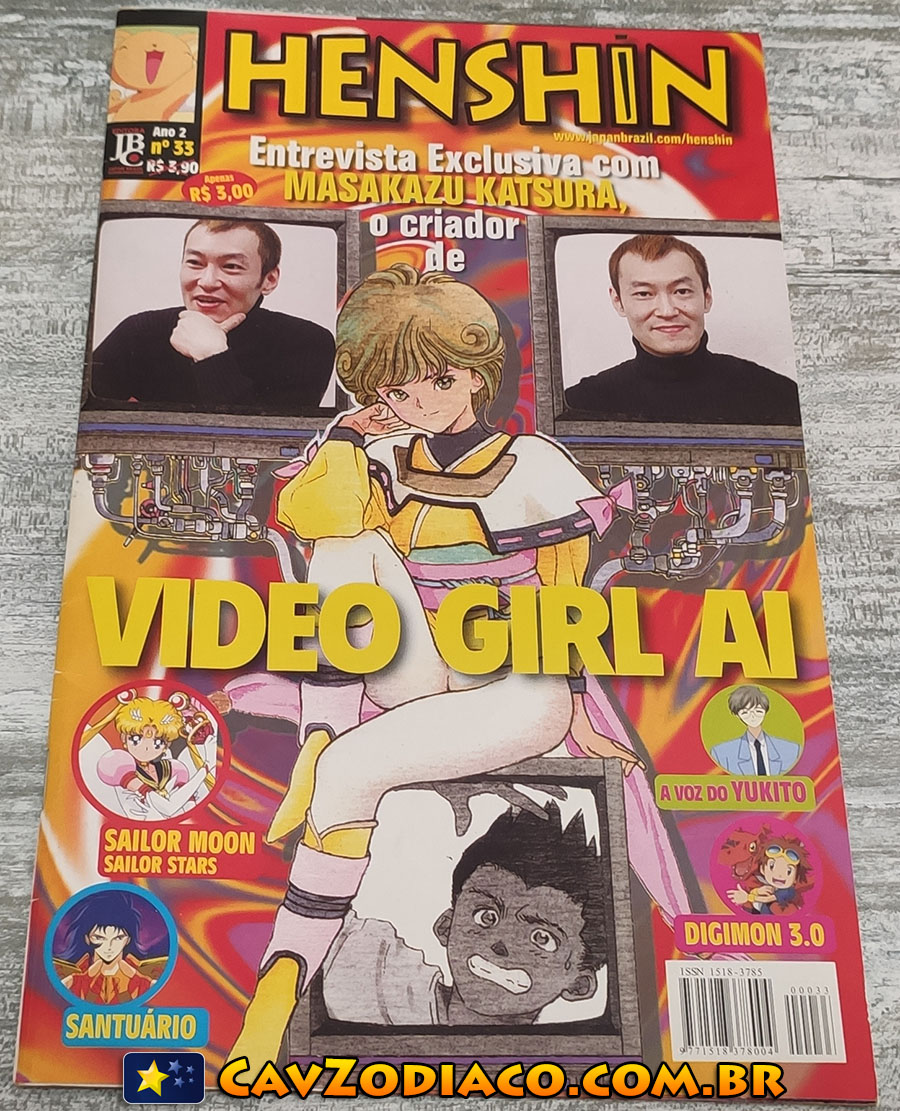 HENSHIN
www.japanbrazil.com/henshin
EDITORA
JBC
Ano 2
nº 33
R$ 3,90
Apenas
R$ 3,00
Entrevista Exclusiva com
MASAKAZU KATSURA,
o criador
de
VIDEO GIRL AI
SAILOR MOON
SAILOR STARS
A VOZ DO YUKITO
DIGIMON 3.0
SANTUÁRIO
ISSN 1518-3785
00033
9771518378004
CavZodiaco.com.br